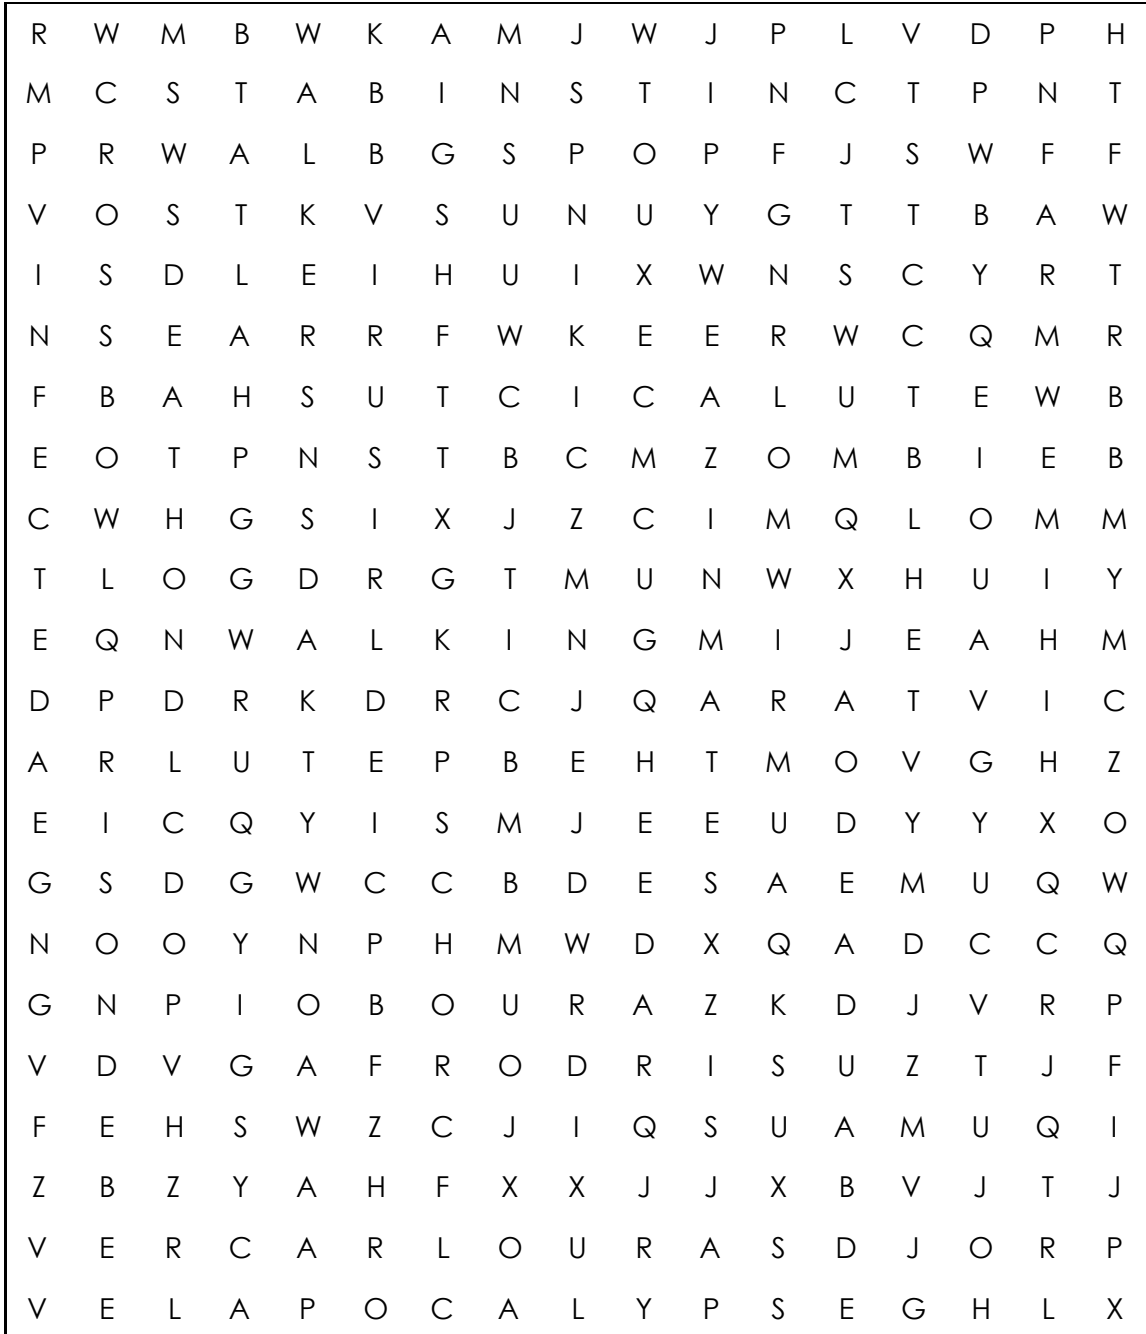 R W M B W K A M J W J P L V D P H
M C S T A B I N S T I N C T P N T
P R W A L B G S P O P F J S W F F
V O S T K V S U N U Y G T T B A W
I S D L E I H U I X W N S C Y R T
N S E A R R F W K E E R W C Q M R
F B A H S U T C I C A L U T E W B
E O T P N S T B C M Z O M B I E B
C W H G S I X J Z C I M Q L O M M
T L O G D R G T M U N W X H U I Y
E Q N W A L K I N G M I J E A H M
D P D R K D R C J Q A R A T V I C
A R L U T E P B E H T M O V G H Z
E I C Q Y I S M J E E U D Y Y X O
G S D G W C C B D E S A E M U Q W
N O O Y N P H M W D X Q A D C C Q
G N P I O B O U R A Z K D J V R P
V D V G A F R O D R I S U Z T J F
F E H S W Z C J I Q S U A M U Q I
Z B Z Y A H F X X J J X B V J T J
V E R C A R L O U R A S D J O R P
V E L A P O C A L Y P S E G H L X